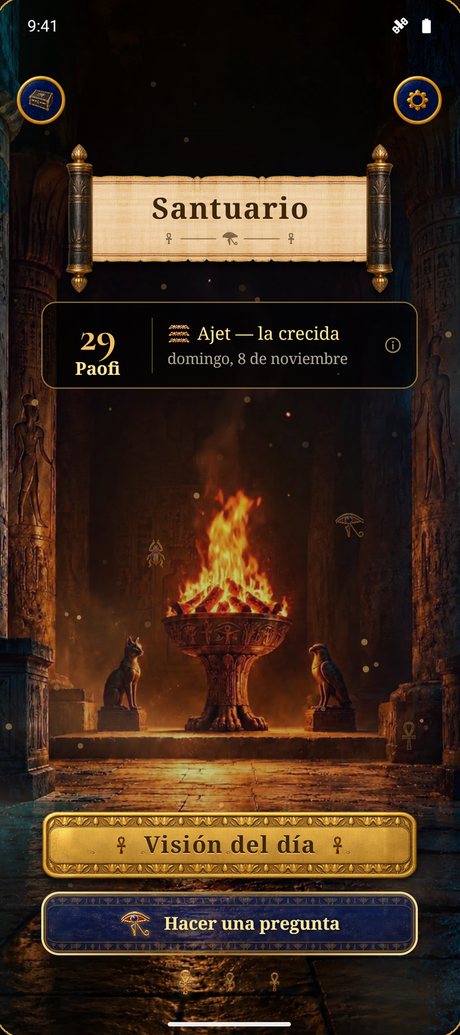 9:41
Santuario
29
Paofi
Ajet — la crecida
domingo, 8 de noviembre
Visión del día
Hacer una pregunta